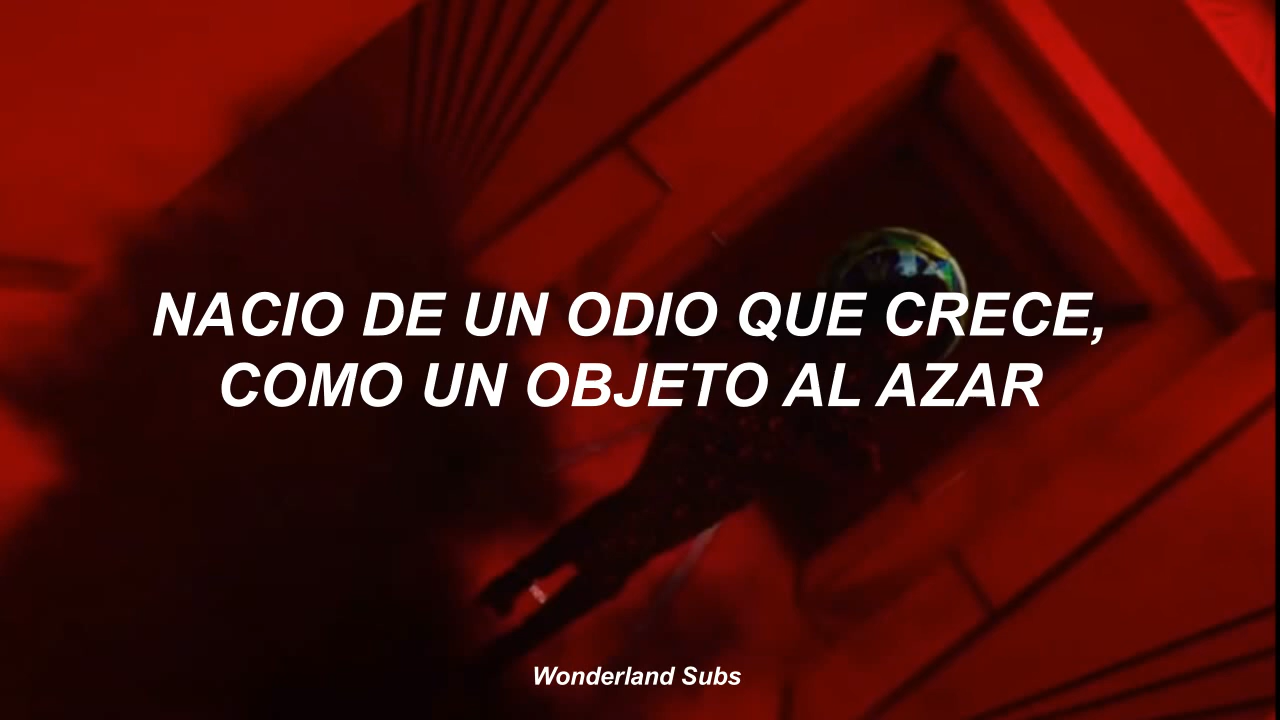 NACIO DE UN ODIO QUE CRECE,
COMO UN OBJETO AL AZAR
Wonderland Subs